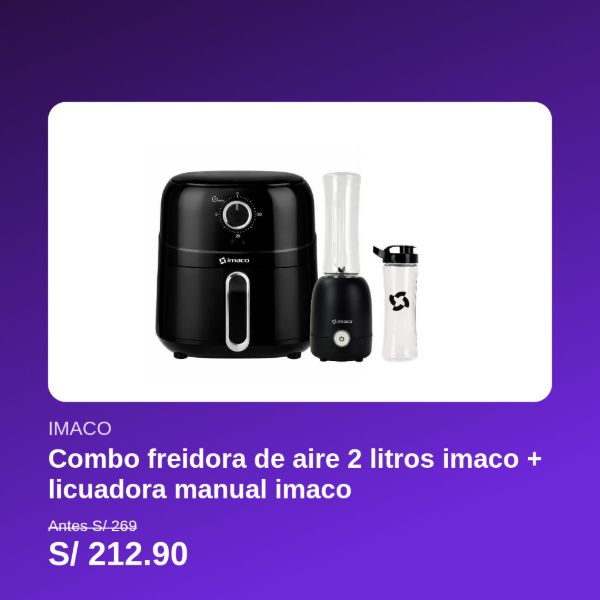 imaco
imaco
IMACO
Combo freidora de aire 2 litros imaco +
licuadora manual imaco
Antes S/ 269
S/ 212.90